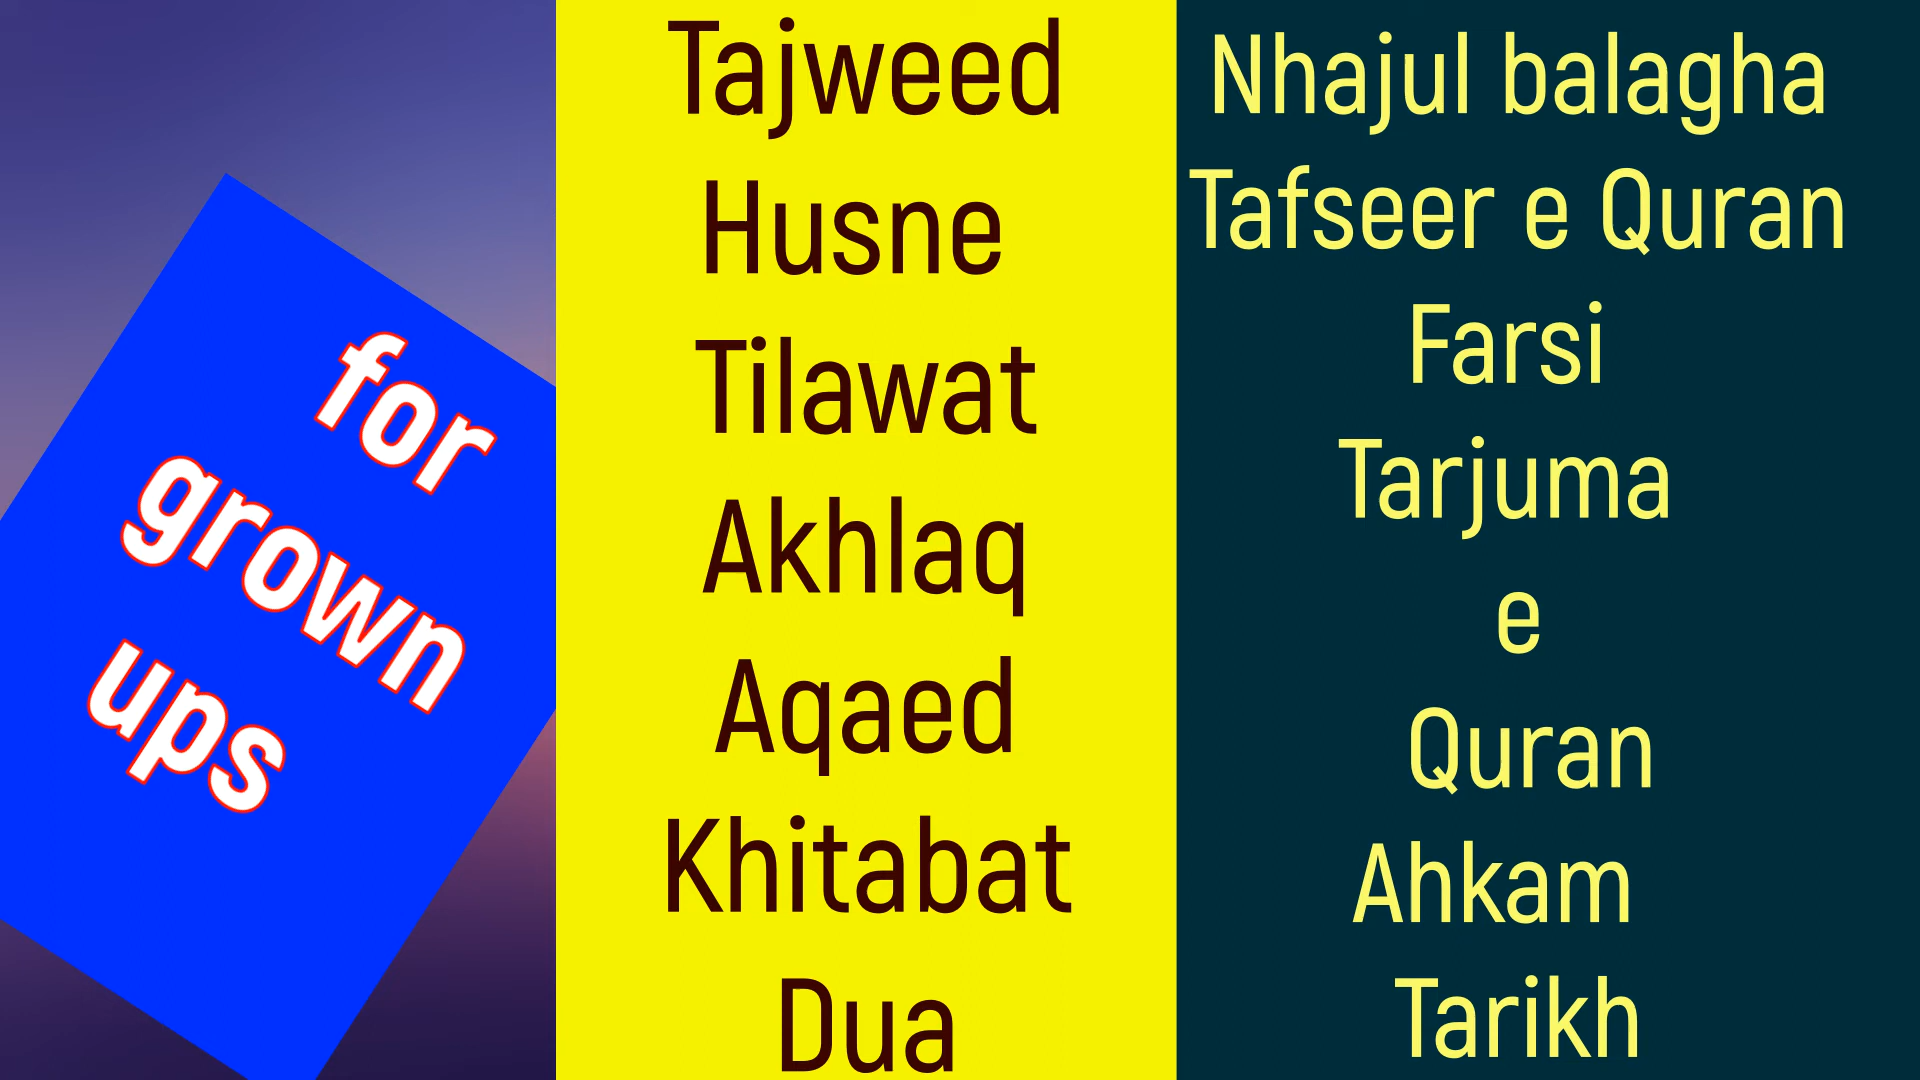 for
grown
ups
Tajweed
Husne
Tilawat
Akhlaq
Aqaed
Khitabat
Dua
Nhajul balagha
Tafseer e Quran
Farsi
Tarjuma
e
Quran
Ahkam
Tarikh